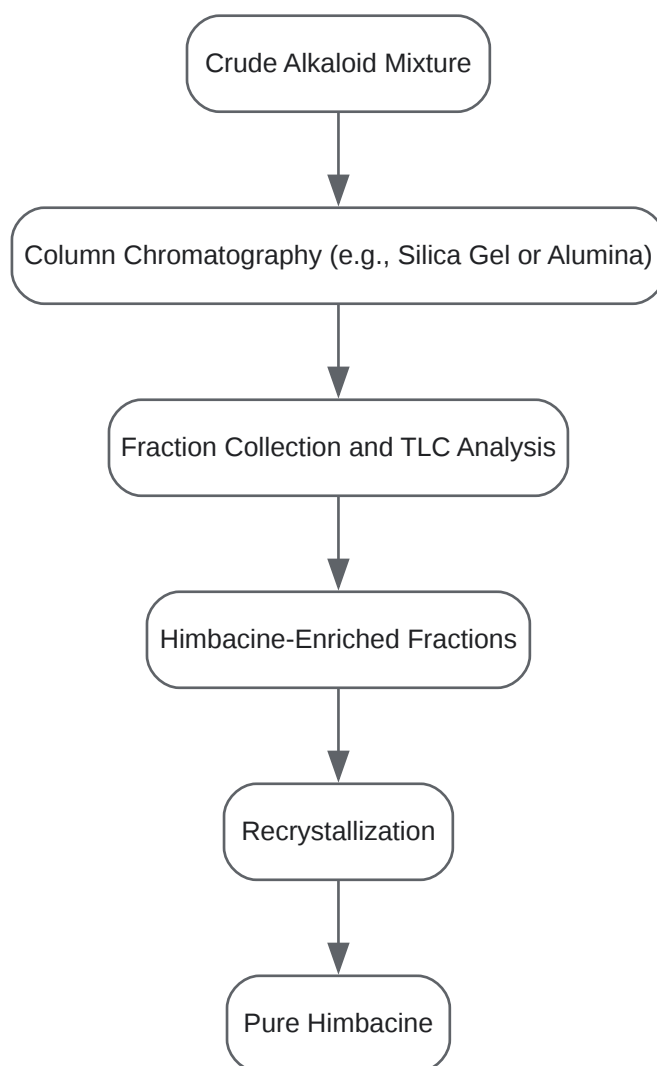 Crude Alkaloid Mixture
Column Chromatography (e.g., Silica Gel or Alumina)
Fraction Collection and TLC Analysis
Himbacine-Enriched Fractions
Recrystallization
Pure Himbacine